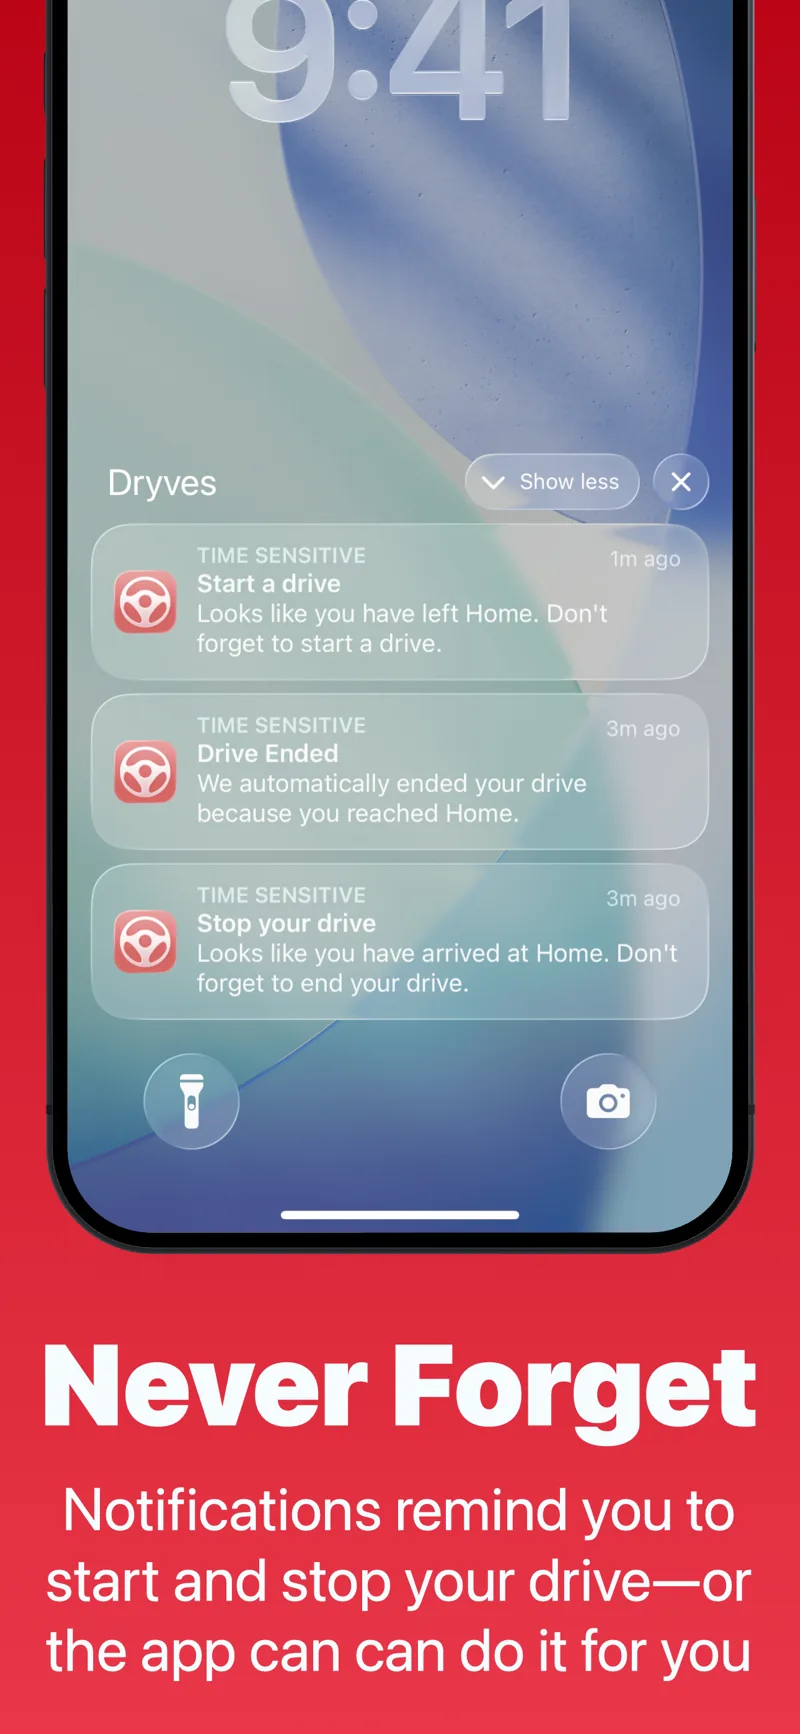 9:41
Dryves
Show less
TIME SENSITIVE
1m ago
Start a drive
Looks like you have left Home. Don't
forget to start a drive.
TIME SENSITIVE
3m ago
Drive Ended
We automatically ended your drive
because you reached Home.
TIME SENSITIVE
3m ago
Stop your drive
Looks like you have arrived at Home. Don't
forget to end your drive.
Never Forget
Notifications remind you to
start and stop your drive—or
the app can can do it for you